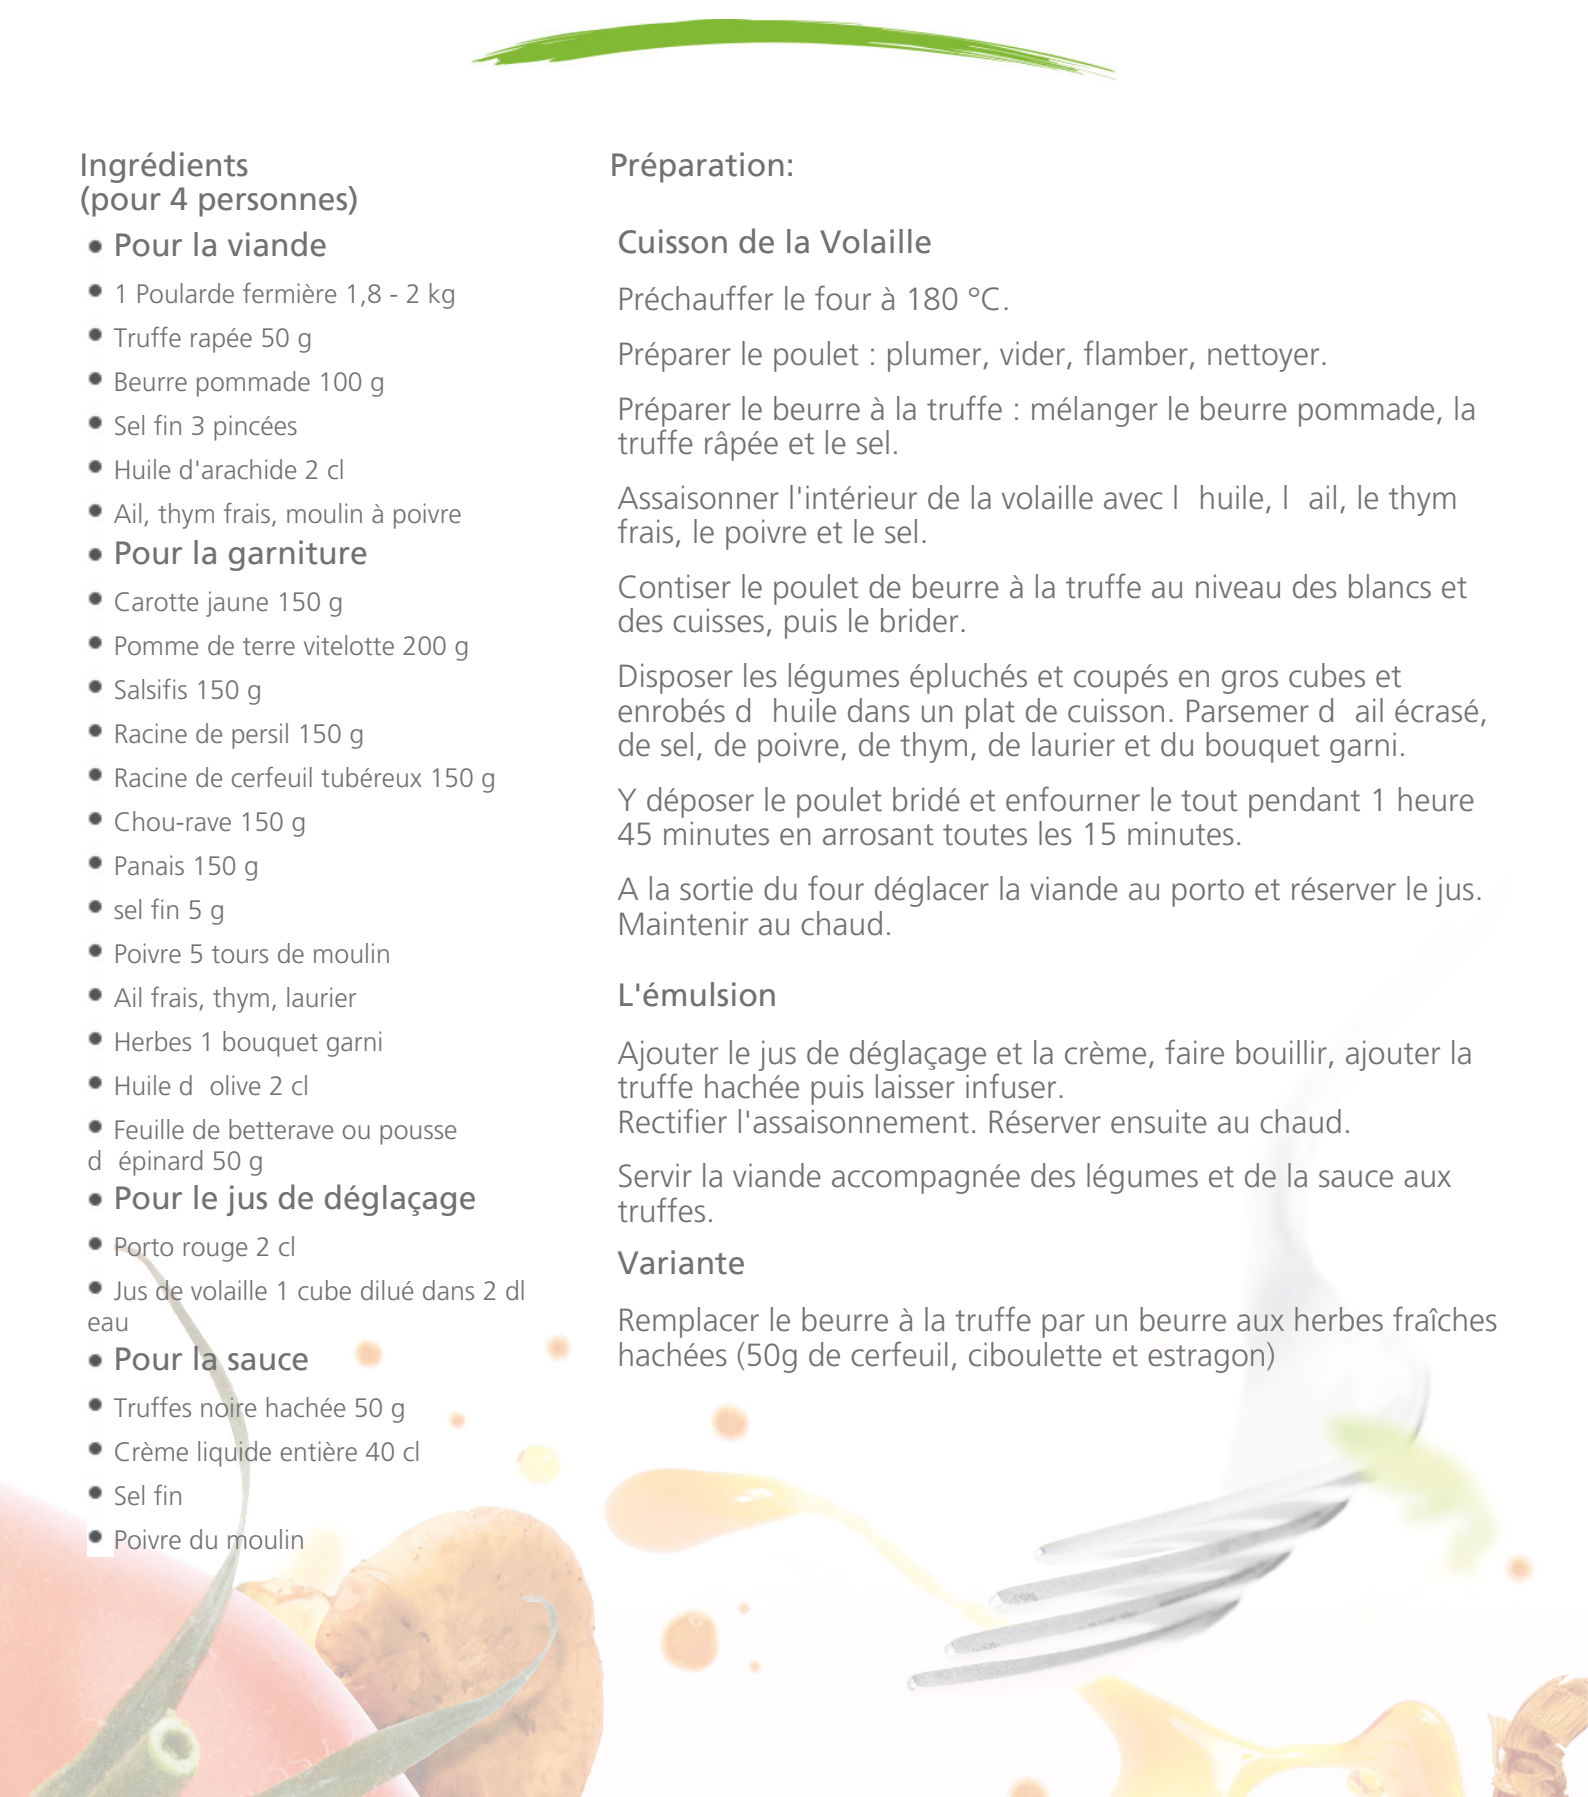 Ingrédients
(pour 4 personnes)
• Pour la viande
• 1 Poularde fermière 1,8 - 2 kg
• Truffe rapée 50 g
• Beurre pommade 100 g
• Sel fin 3 pincées
• Huile d'arachide 2 cl
• Ail, thym frais, moulin à poivre
• Pour la garniture
• Carotte jaune 150 g
• Pomme de terre vitelotte 200 g
• Salsifis 150 g
• Racine de persil 150 g
• Racine de cerfeuil tubéreux 150 g
• Chou-rave 150 g
• Panais 150 g
• sel fin 5 g
• Poivre 5 tours de moulin
• Ail frais, thym, laurier
• Herbes 1 bouquet garni
• Huile d olive 2 cl
• Feuille de betterave ou pousse
d épinard 50 g
• Pour le jus de déglaçage
• Porto rouge 2 cl
• Jus de volaille 1 cube dilué dans 2 dl
eau
• Pour la sauce
• Truffes noire hachée 50 g
• Crème liquide entière 40 cl
• Sel fin
• Poivre du moulin
Préparation:
Cuisson de la Volaille
Préchauffer le four à 180 °C.
Préparer le poulet : plumer, vider, flamber, nettoyer.
Préparer le beurre à la truffe : mélanger le beurre pommade, la
truffe râpée et le sel.
Assaisonner l'intérieur de la volaille avec l huile, l ail, le thym
frais, le poivre et le sel.
Contiser le poulet de beurre à la truffe au niveau des blancs et
des cuisses, puis le brider.
Disposer les légumes épluchés et coupés en gros cubes et
enrobés d huile dans un plat de cuisson. Parsemer d ail écrasé,
de sel, de poivre, de thym, de laurier et du bouquet garni.
Y déposer le poulet bridé et enfourner le tout pendant 1 heure
45 minutes en arrosant toutes les 15 minutes.
A la sortie du four déglacer la viande au porto et réserver le jus.
Maintenir au chaud.
L'émulsion
Ajouter le jus de déglaçage et la crème, faire bouillir, ajouter la
truffe hachée puis laisser infuser.
Rectifier l'assaisonnement. Réserver ensuite au chaud.
Servir la viande accompagnée des légumes et de la sauce aux
truffes.
Variante
Remplacer le beurre à la truffe par un beurre aux herbes fraîches
hachées (50g de cerfeuil, ciboulette et estragon)